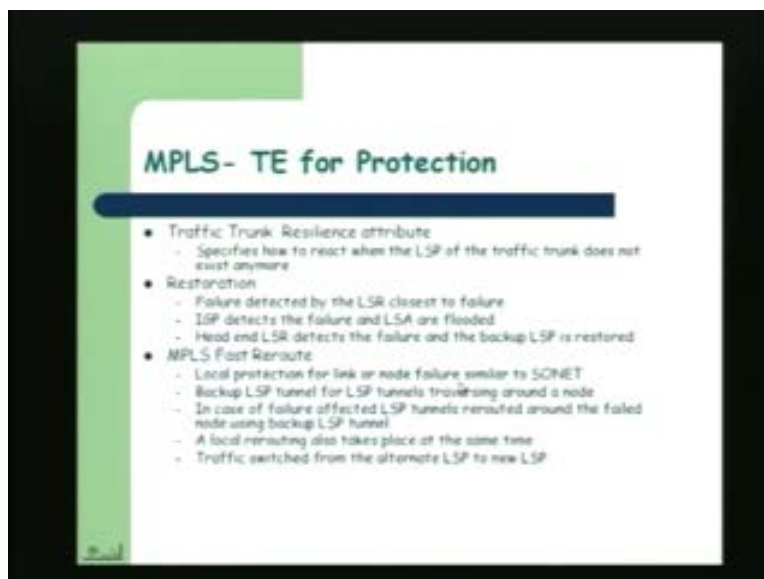 MPLS- TE for Protection
Traffic Trunk Resilience attribute
- Specifies how to react when the LSP of the traffic trunk does not
exist anymore
Restoration
- Failure detected by the LSR closest to failure
- IGP detects the failure and LSA are flooded
- Head end LSR detects the failure and the backup LSP is restored
MPLS Fast Reroute
- Local protection for link or node failure similar to SONET
- Backup LSP tunnel for LSP tunnels traversing around a node
- In case of failure affected LSP tunnels rerouted around the failed
node using backup LSP tunnel
- A local rerouting also takes place at the same time
- Traffic switched from the alternate LSP to new LSP